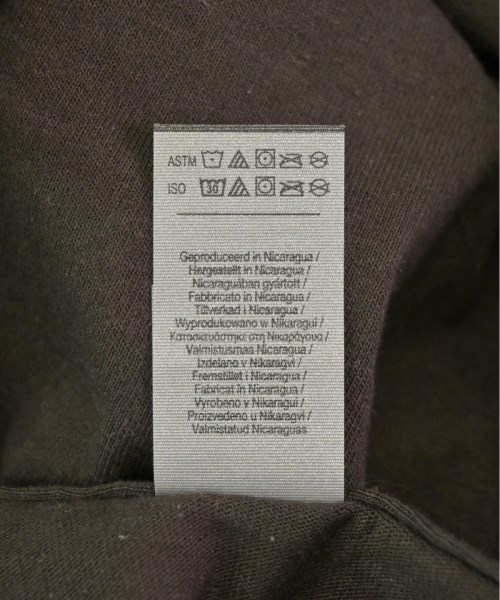 ASTM
ISO 30
Geproduceerd in Nicaragua /
Hergestellt in Nicaragua /
Nicaraguában gyártott /
Fabbricato in Nicaragua /
Tillverkad i Nicaragua /
Wyprodukowano w Nikaragui /
Κατασκευάστηκε στη Νικαράγουα /
Valmistusmaa Nicaragua /
Izdelano v Nikaragvi /
Fremstillet i Nicaragua /
Fabricat în Nicaragua /
Vyrobeno v Nikaragui /
Proizvedeno u Nikaragvi /
Valmistatud Nicaraguas